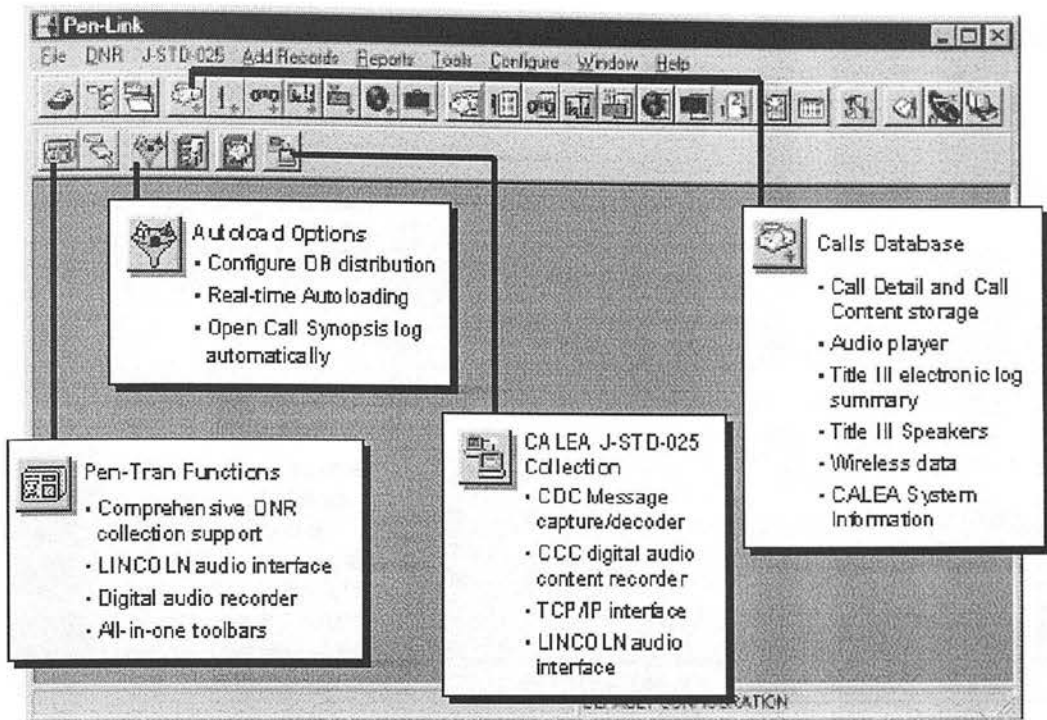 Pen-Link
File DNR J-STD-025 Add Records Reports Tools Configure Window Help
Autoload Options
• Configure DB distribution
• Real-time Autoloading
• Open Call Synopsis log
automatically
Calls Database
• Call Detail and Call
Content storage
• Audio player
• Title III electronic log
summary
• Title III Speakers
• Wireless data
• CALEA System
Information
Pen-Tran Functions
• Comprehensive DNR
collection support
• LINCOLN audio interface
• Digital audio recorder
• All-in-one toolbars
CALEA J-STD-025
Collection
• CDC Message
capture/decoder
• CCC digital audio
content recorder
• TCP/IP interface
• LINCOLN audio
interface
DEFAULT CONFIGURATION